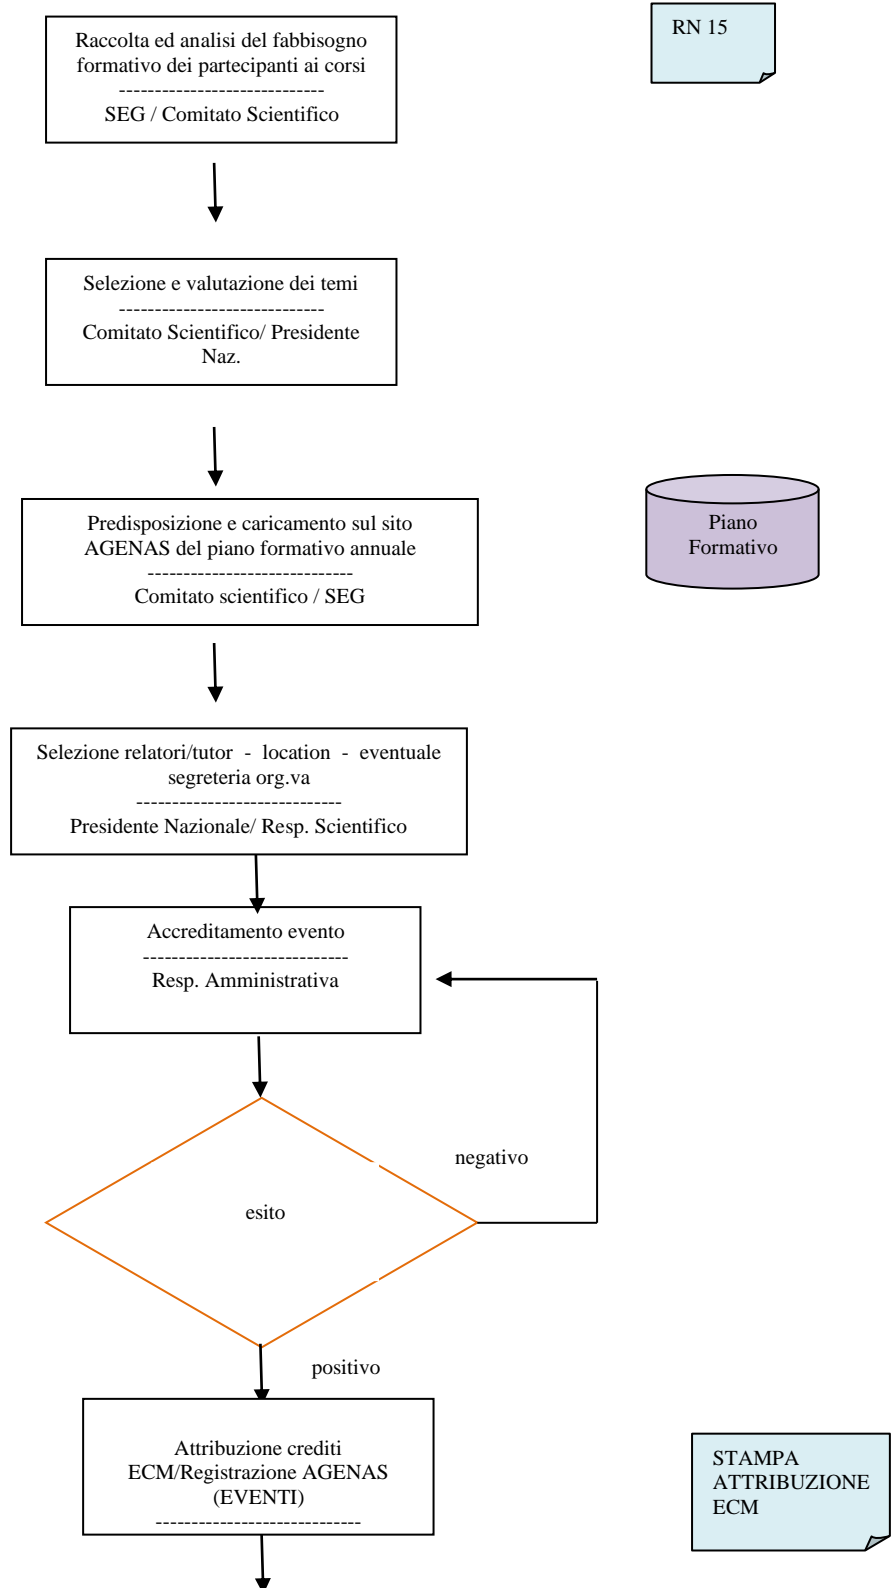 Raccolta ed analisi del fabbisogno
formativo dei partecipanti ai corsi
-----------------------------
SEG / Comitato Scientifico
RN 15
Selezione e valutazione dei temi
-----------------------------
Comitato Scientifico/ Presidente
Naz.
Predisposizione e caricamento sul sito
AGENAS del piano formativo annuale
-----------------------------
Comitato scientifico / SEG
Piano
Formativo
Selezione relatori/tutor - location - eventuale
segreteria org.va
-----------------------------
Presidente Nazionale/ Resp. Scientifico
Accreditamento evento
-----------------------------
Resp. Amministrativa
negativo
esito
positivo
Attribuzione crediti
ECM/Registrazione AGENAS
(EVENTI)
-----------------------------
STAMPA
ATTRIBUZIONE
ECM